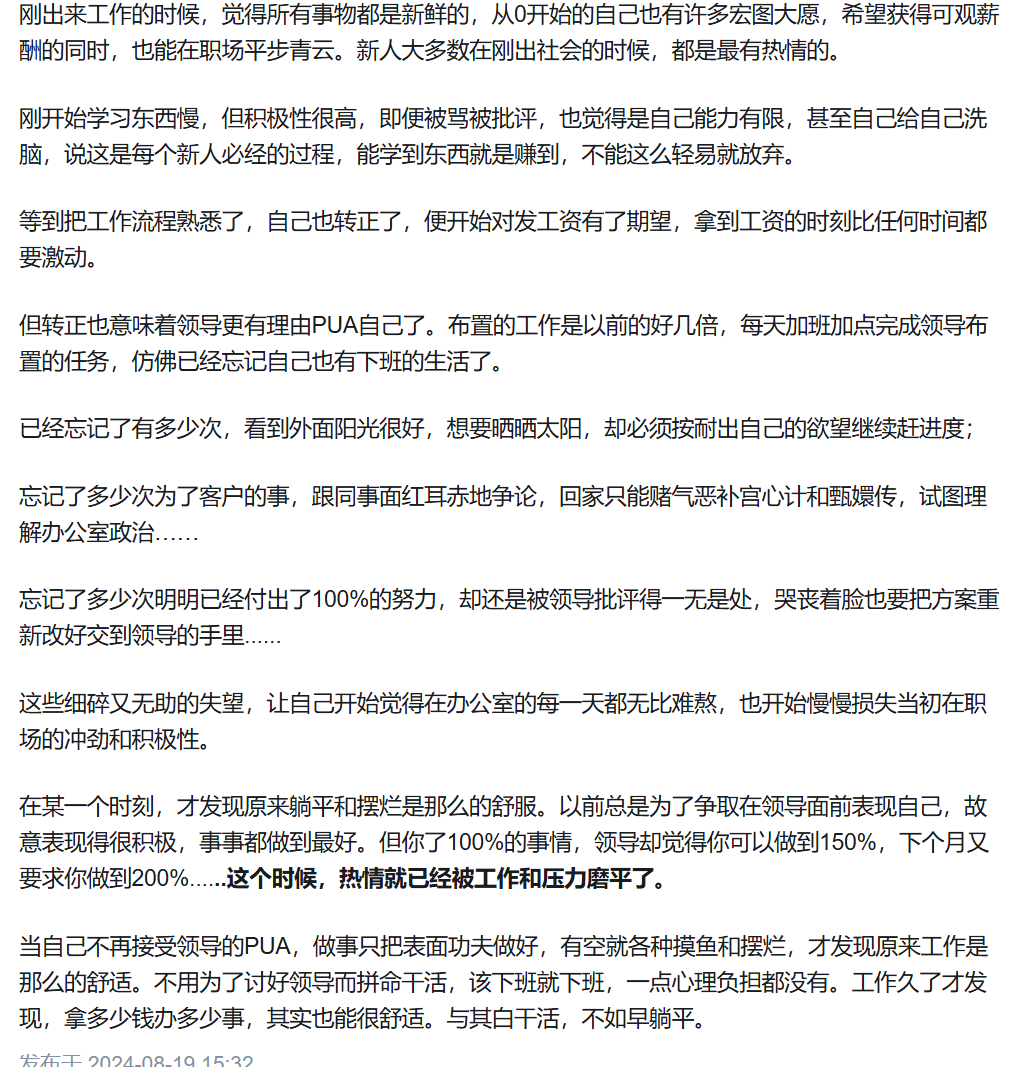 刚出来工作的时候，觉得所有事物都是新鲜的，从0开始的自己也有许多宏图大愿，希望获得可观薪
酬的同时，也能在职场平步青云。新人大多数在刚出社会的时候，都是最有热情的。
刚开始学习东西慢，但积极性很高，即便被骂被批评，也觉得是自己能力有限，甚至自己给自己洗
脑，说这是每个新人必经的过程，能学到东西就是赚到，不能这么轻易就放弃。
等到把工作流程熟悉了，自己也转正了，便开始对发工资有了期望，拿到工资的时刻比任何时间都
要激动。
但转正也意味着领导更有理由PUA自己了。布置的工作是以前的好几倍，每天加班加点完成领导布
置的任务，仿佛已经忘记自己也有下班的生活了。
已经忘记了有多少次，看到外面阳光很好，想要晒晒太阳，却必须按耐出自己的欲望继续赶进度；
忘记了多少次为了客户的事，跟同事面红耳赤地争论，回家只能赌气恶补宫心计和甄嬛传，试图理
解办公室政治……
忘记了多少次明明已经付出了100%的努力，却还是被领导批评得一无是处，哭丧着脸也要把方案重
新改好交到领导的手里......
这些细碎又无助的失望，让自己开始觉得在办公室的每一天都无比难熬，也开始慢慢损失当初在职
场的冲劲和积极性。
在某一个时刻，才发现原来躺平和摆烂是那么的舒服。以前总是为了争取在领导面前表现自己，故
意表现得很积极，事事都做到最好。但你了100%的事情，领导却觉得你可以做到150%，下个月又
要求你做到200%......这个时候，热情就已经被工作和压力磨平了。
当自己不再接受领导的PUA，做事只把表面功夫做好，有空就各种摸鱼和摆烂，才发现原来工作是
那么的舒适。不用为了讨好领导而拼命干活，该下班就下班，一点心理负担都没有。工作久了才发
现，拿多少钱办多少事，其实也能很舒适。与其白干活，不如早躺平。
发布于 2024-08-19 15:32